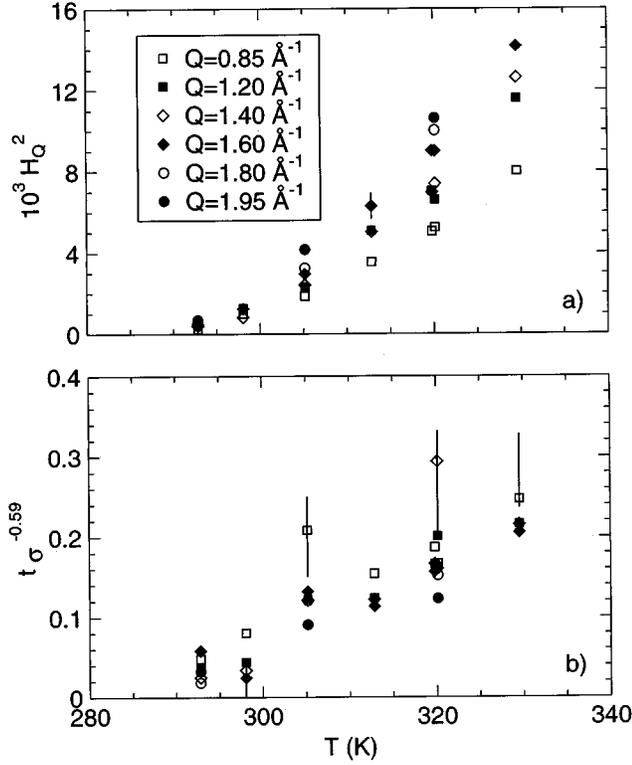 16
12
8
4
0
10³ H_Q²
Q=0.85 Å⁻¹
Q=1.20 Å⁻¹
Q=1.40 Å⁻¹
Q=1.60 Å⁻¹
Q=1.80 Å⁻¹
Q=1.95 Å⁻¹
a)
0.4
0.3
0.2
0.1
0
t_σ^-0.59
b)
280 300 320 340
T (K)